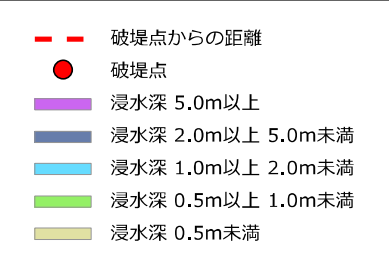 破堤点からの距離
破堤点
浸水深 5.0m以上
浸水深 2.0m以上 5.0m未満
浸水深 1.0m以上 2.0m未満
浸水深 0.5m以上 1.0m未満
浸水深 0.5m未満